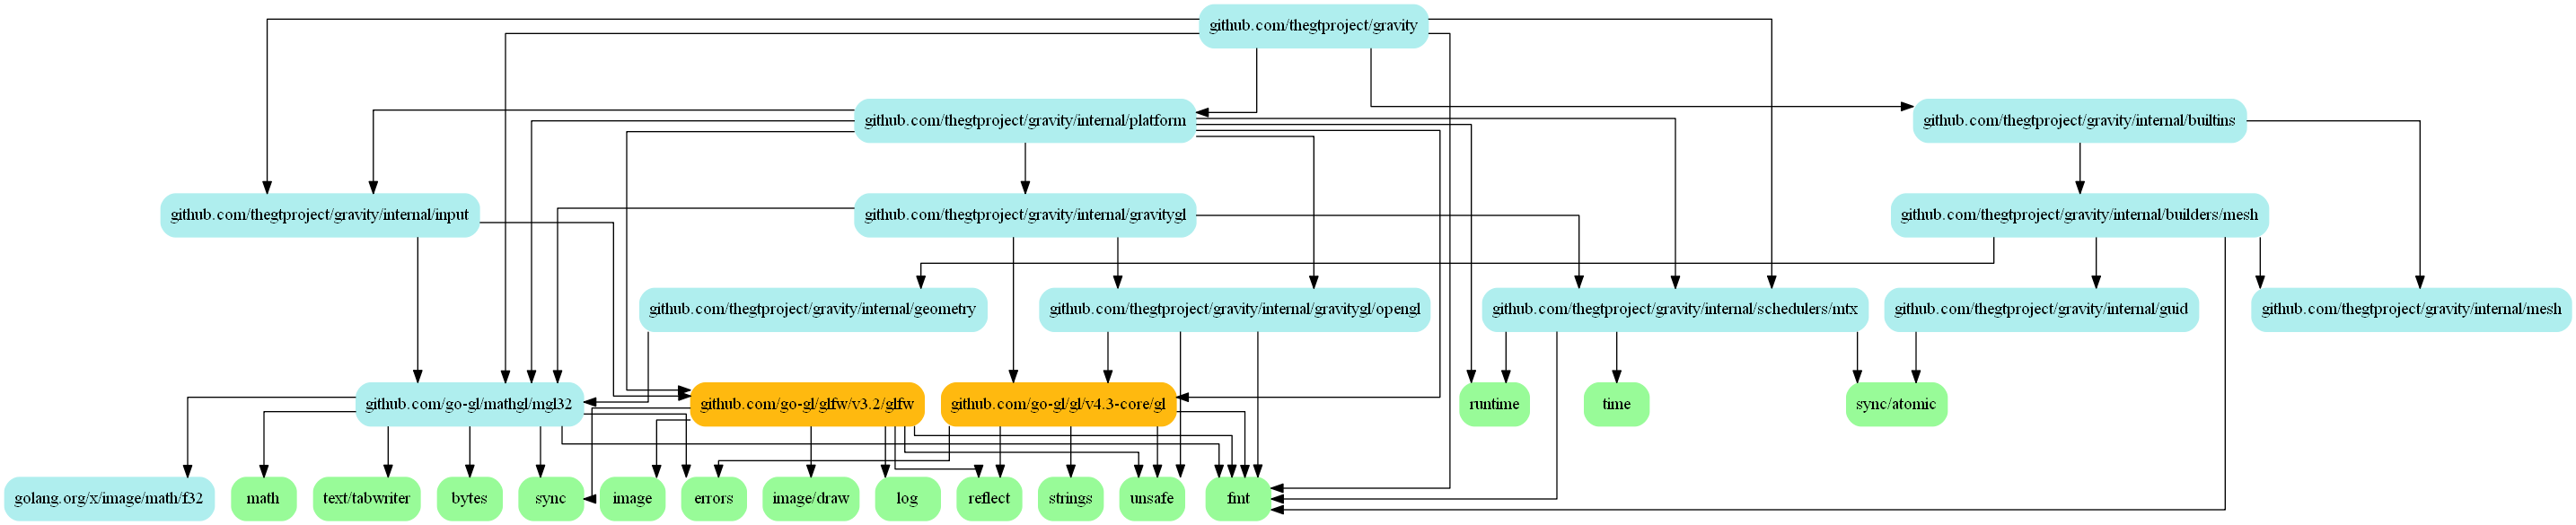 github.com/thegtproject/gravity
github.com/thegtproject/gravity/internal/platform
github.com/thegtproject/gravity/internal/builtins
github.com/thegtproject/gravity/internal/input
github.com/thegtproject/gravity/internal/gravitygl
github.com/thegtproject/gravity/internal/builders/mesh
github.com/thegtproject/gravity/internal/geometry
github.com/thegtproject/gravity/internal/gravitygl/opengl
github.com/thegtproject/gravity/internal/schedulers/mtx
github.com/thegtproject/gravity/internal/guid
github.com/thegtproject/gravity/internal/mesh
github.com/go-gl/mathgl/mgl32
github.com/go-gl/glfw/v3.2/glfw
github.com/go-gl/gl/v4.3-core/gl
runtime
time
sync/atomic
golang.org/x/image/math/f32
math
text/tabwriter
bytes
sync
image
errors
image/draw
log
reflect
strings
unsafe
fmt